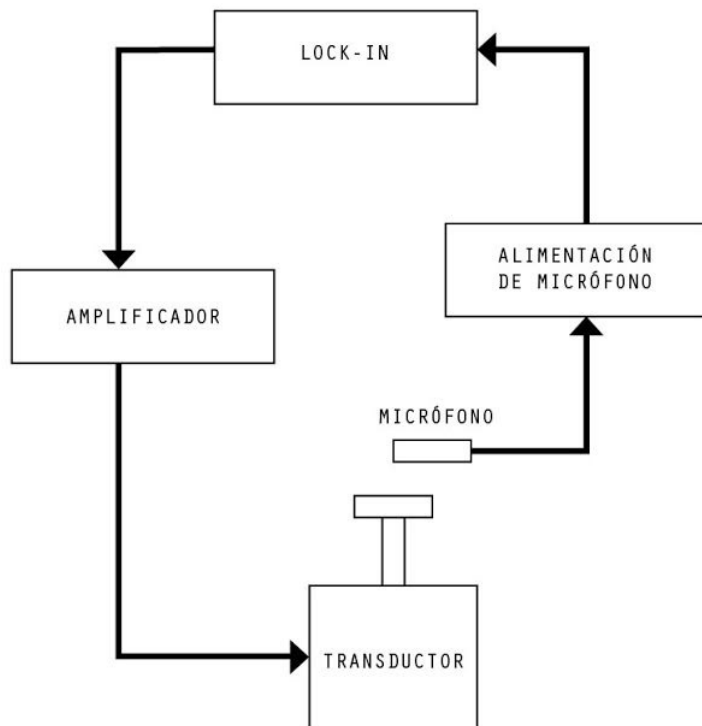 LOCK-IN
ALIMENTACIÓN
DE MICRÓFONO
AMPLIFICADOR
MICRÓFONO
TRANSDUCTOR